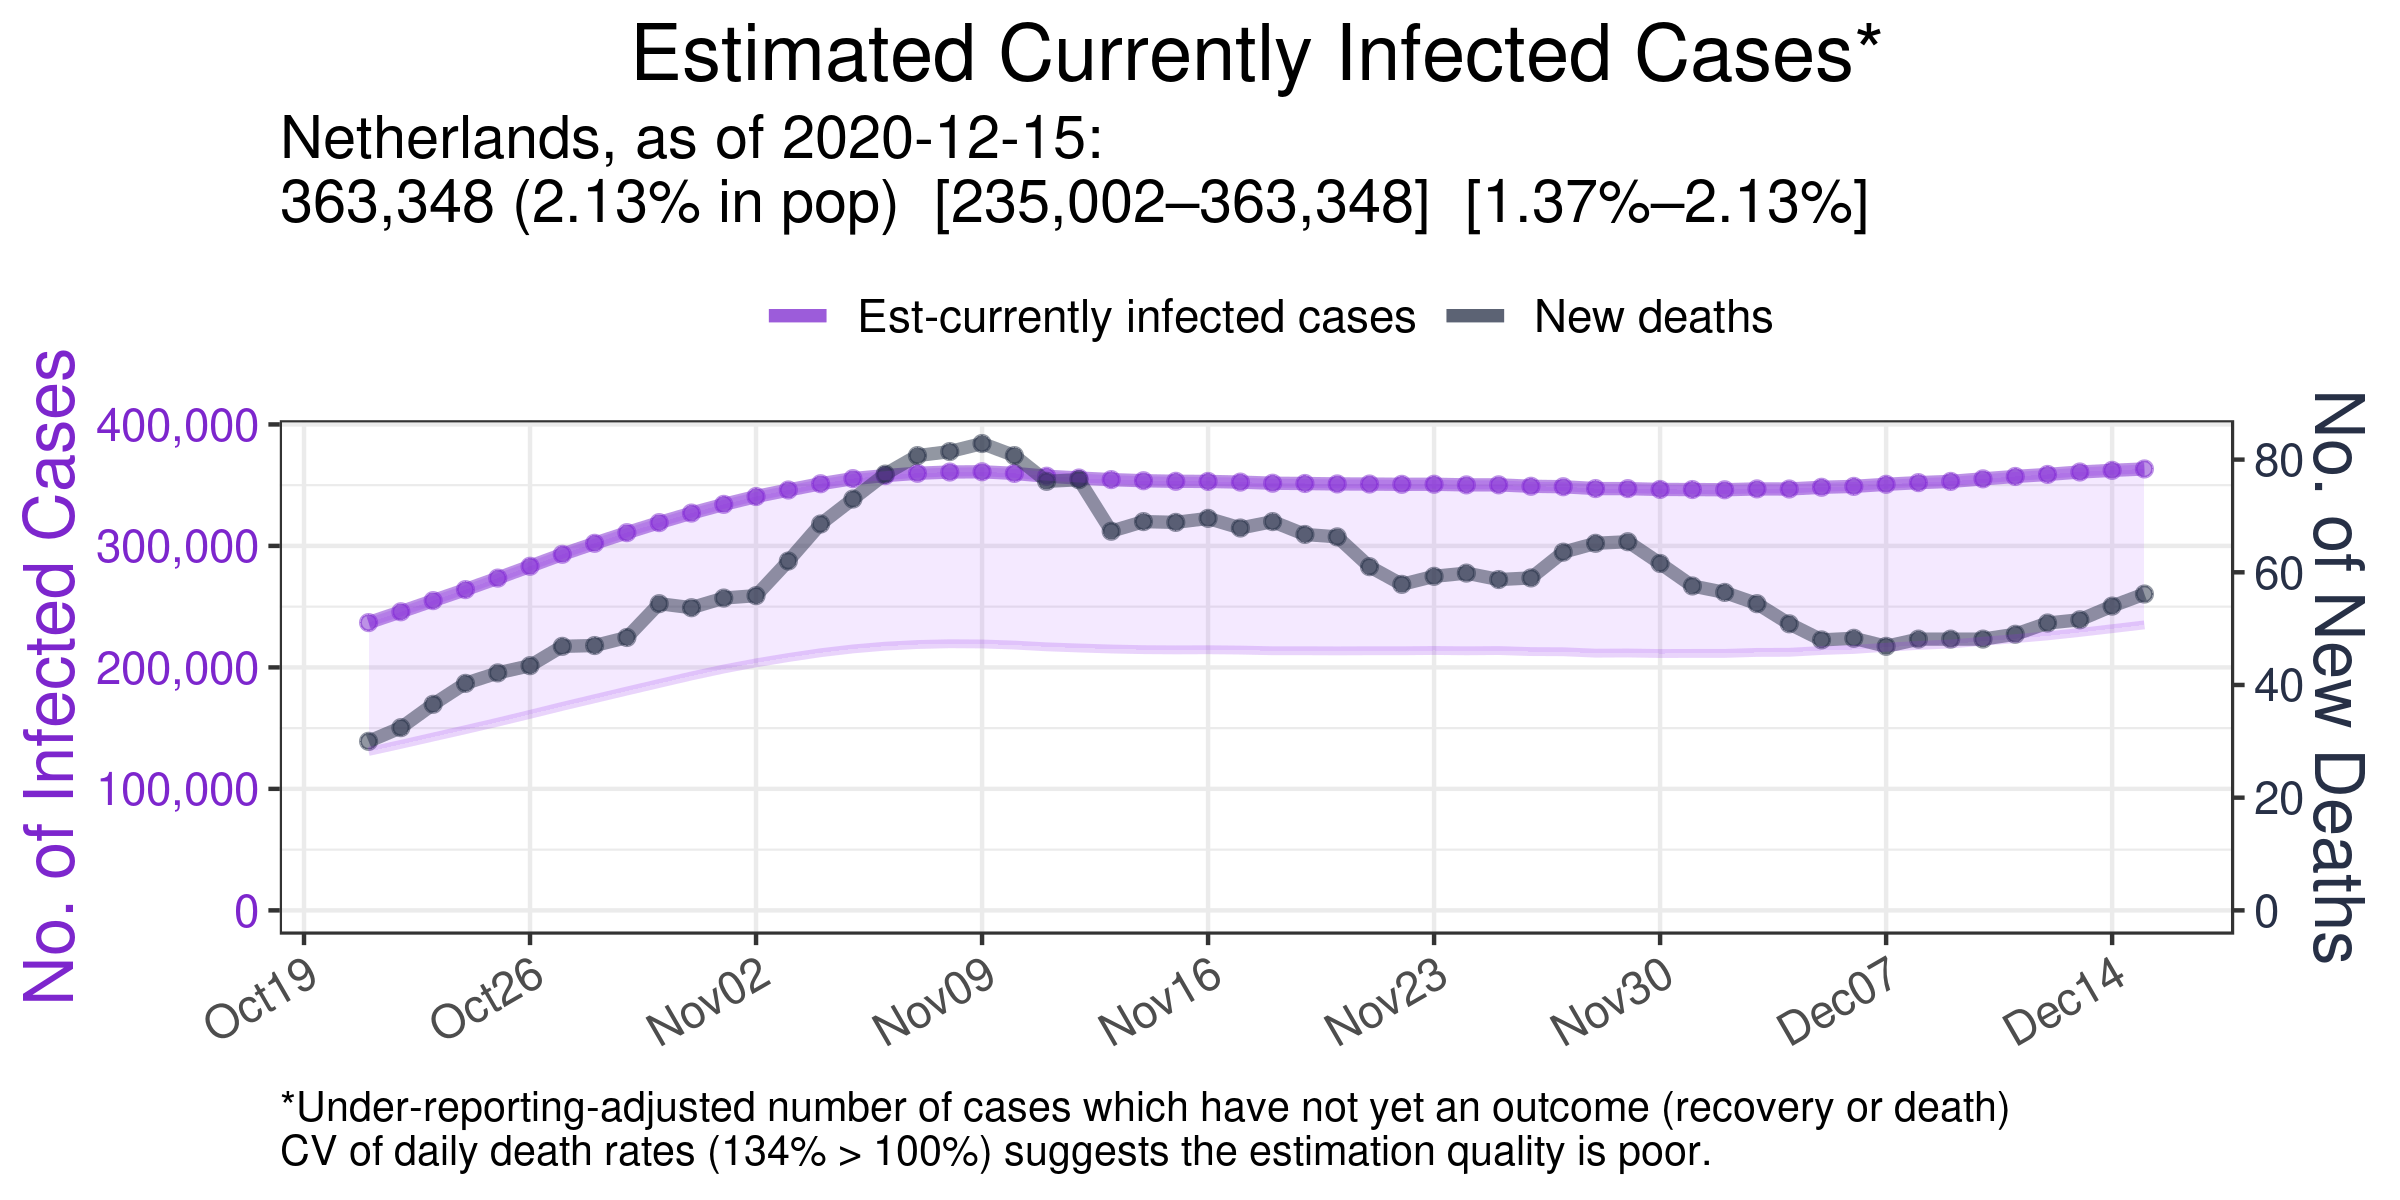 Estimated Currently Infected Cases*
Netherlands, as of 2020-12-15:
363,348 (2.13% in pop)  [235,002–363,348]  [1.37%–2.13%]
Est-currently infected cases
New deaths
No. of Infected Cases
400,000
300,000
200,000
100,000
0
No. of New Deaths
80
60
40
20
0
Oct19
Oct26
Nov02
Nov09
Nov16
Nov23
Nov30
Dec07
Dec14
*Under-reporting-adjusted number of cases which have not yet an outcome (recovery or death)
CV of daily death rates (134% > 100%) suggests the estimation quality is poor.